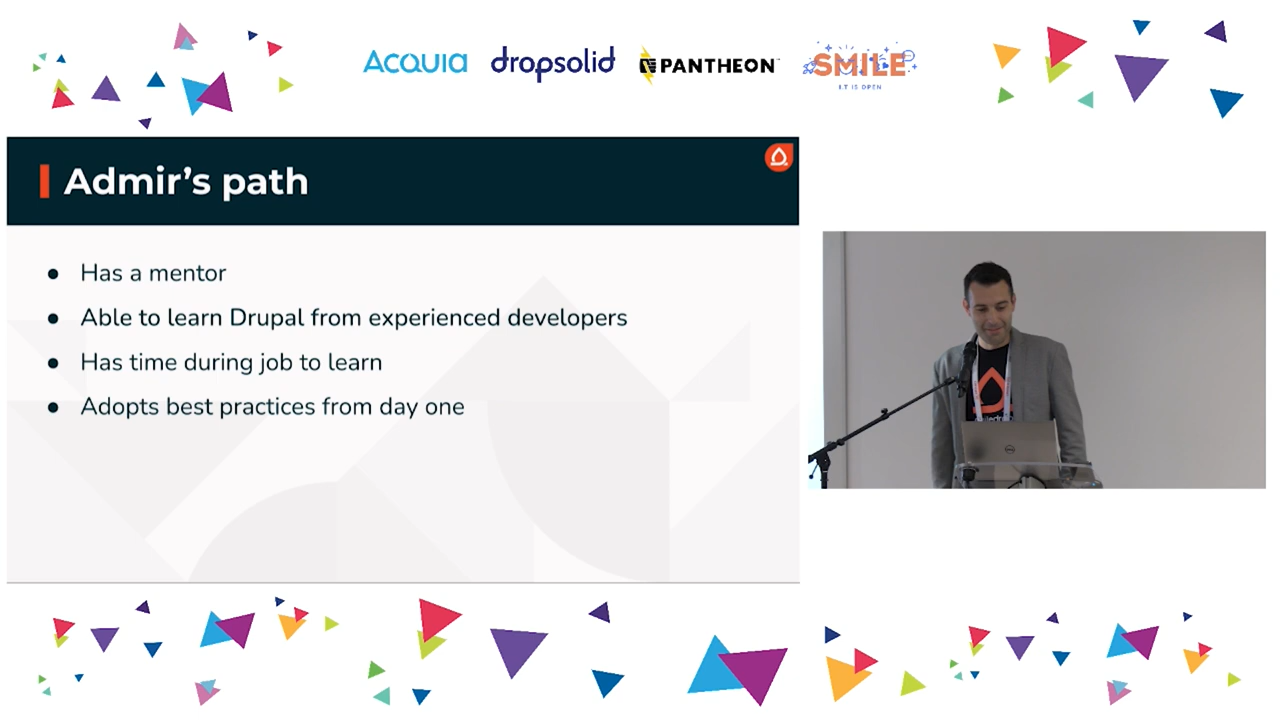 Acquia
dropsolid
PANTHEON
SMILE
I.T IS OPEN
Admir's path
● Has a mentor
● Able to learn Drupal from experienced developers
● Has time during job to learn
● Adopts best practices from day one
DELL